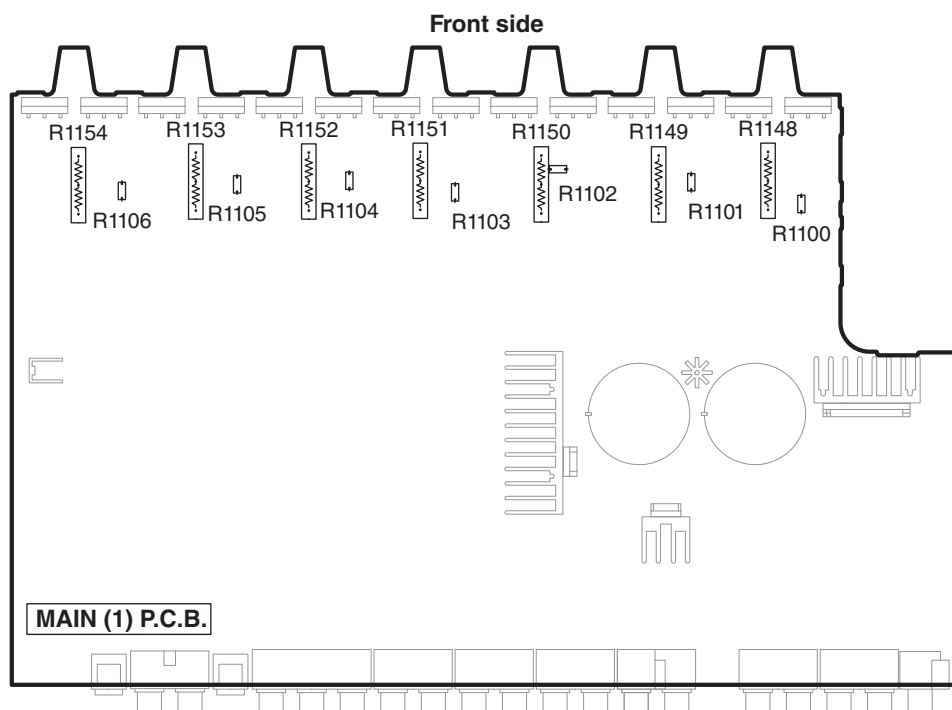 Front side
R1154
R1153
R1152
R1151
R1150
R1149
R1148
R1106
R1105
R1104
R1103
R1102
R1101
R1100
MAIN (1) P.C.B.